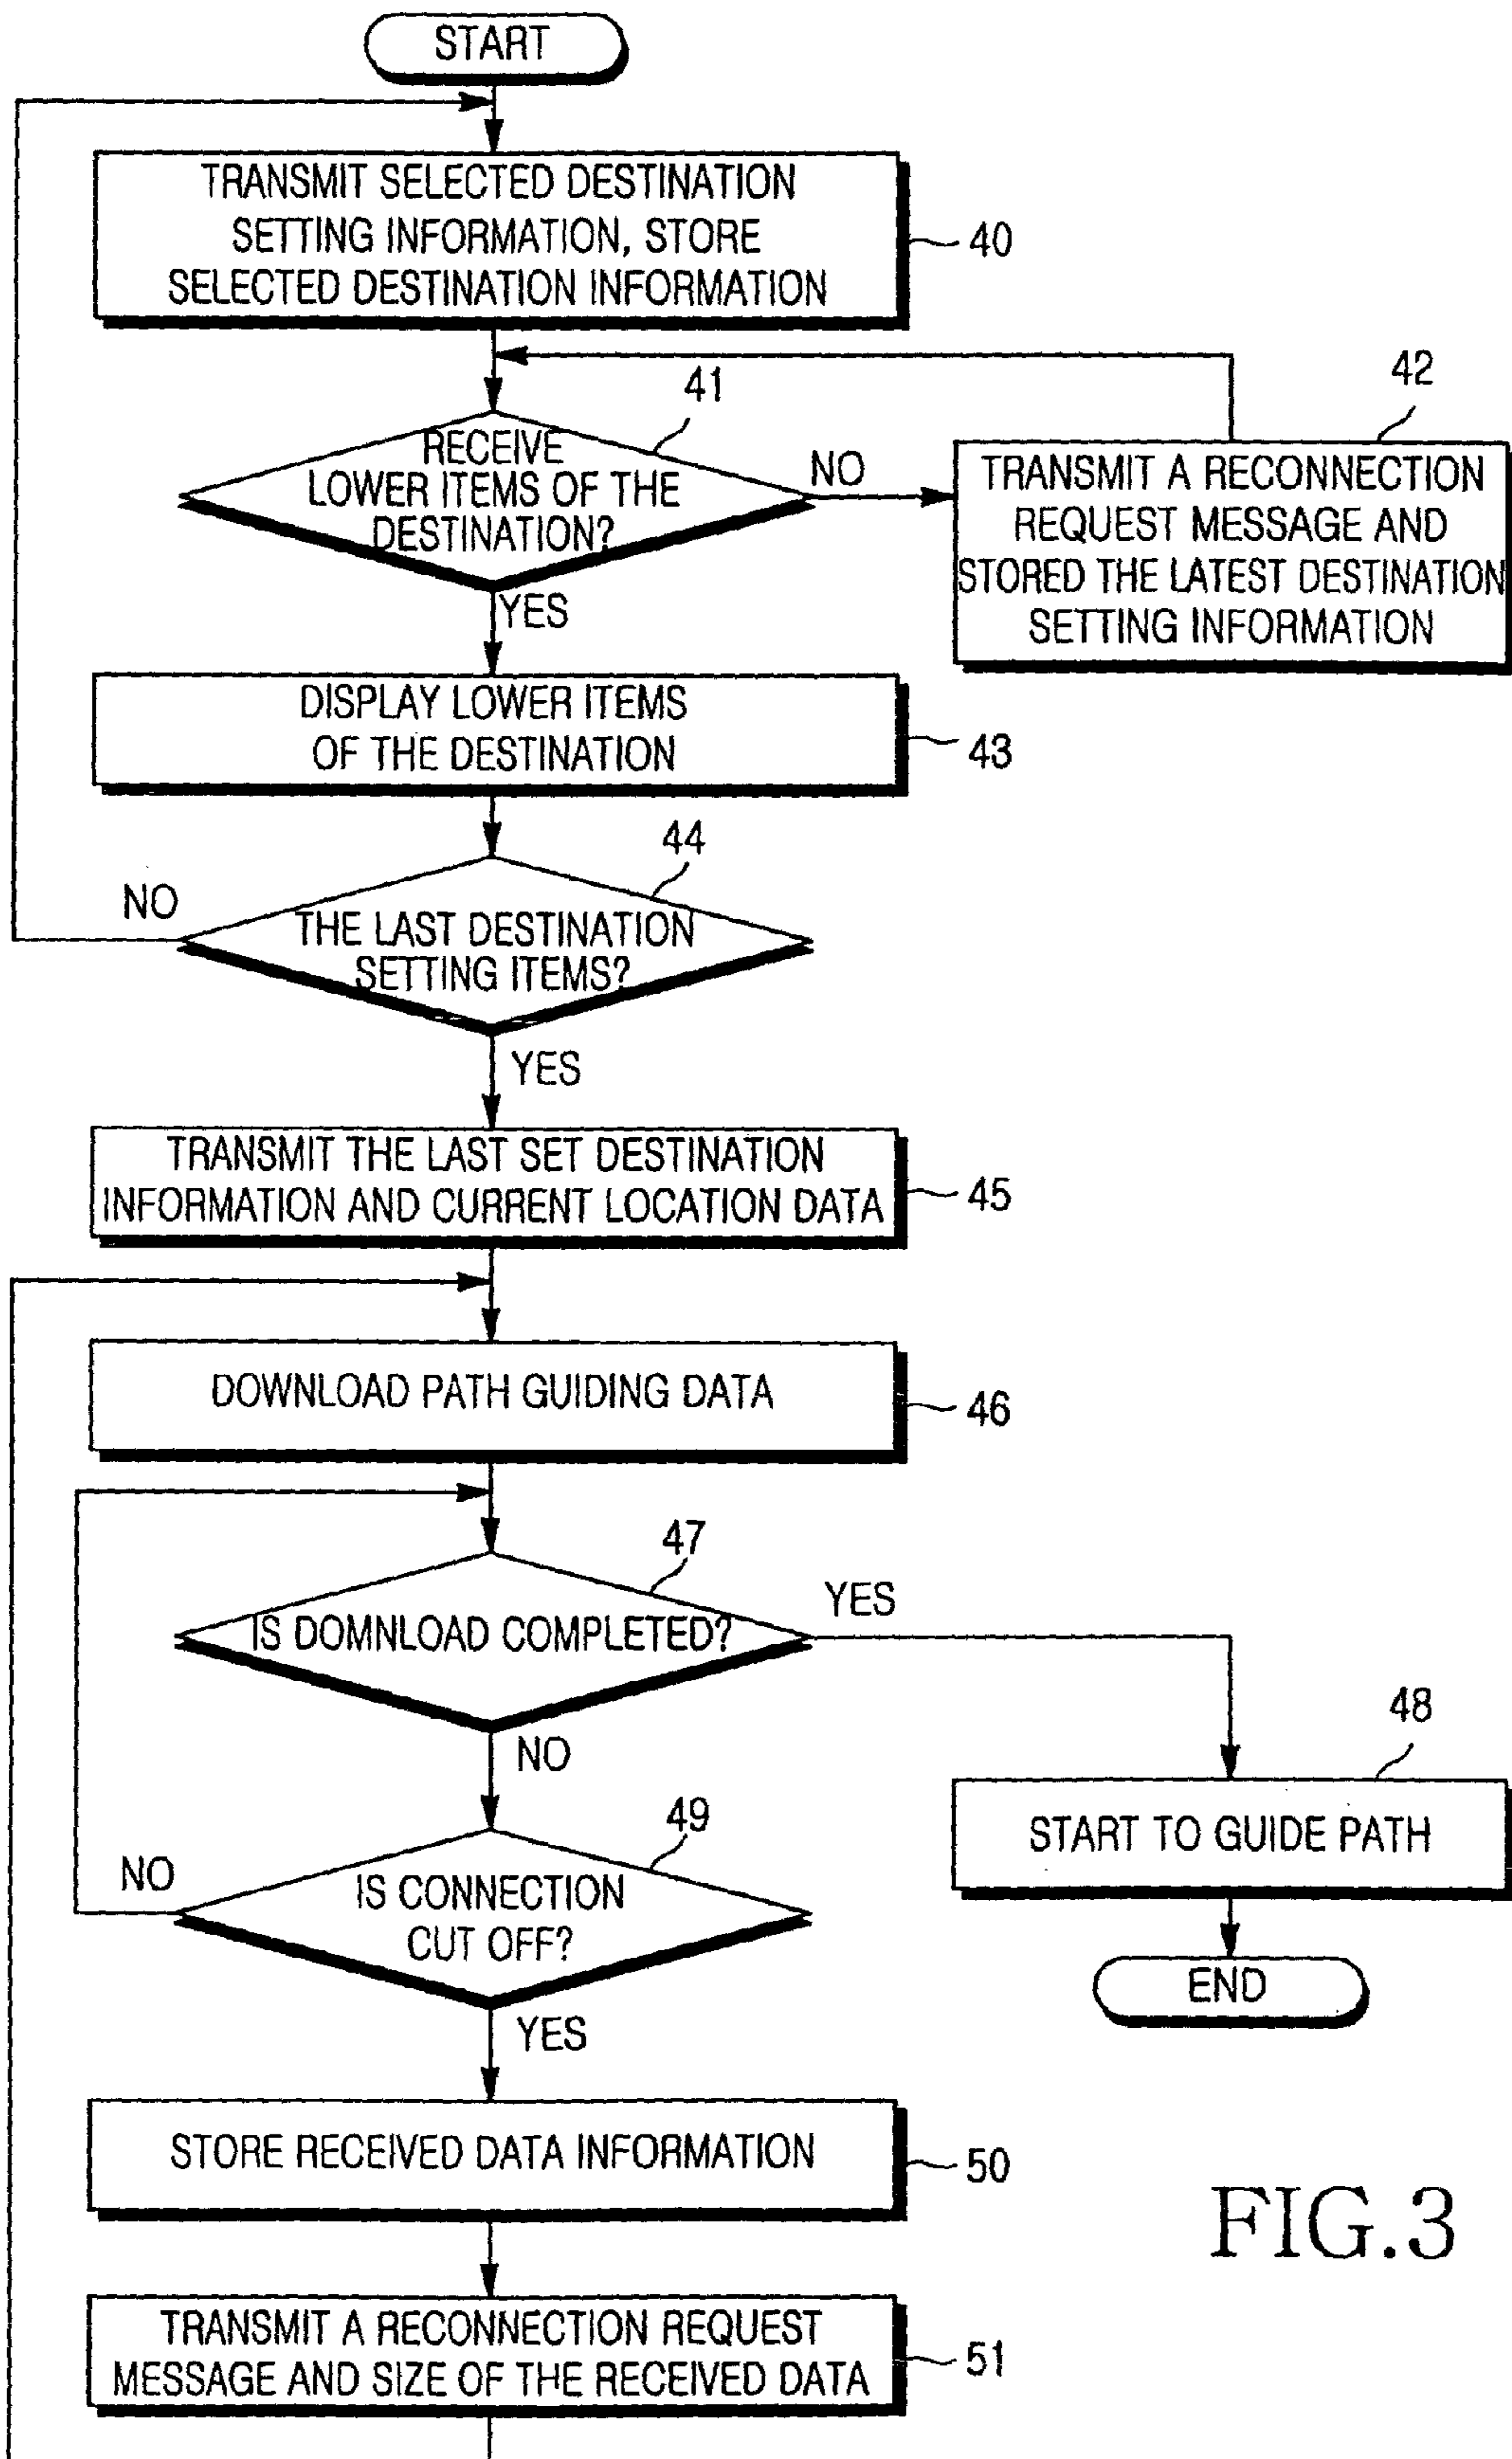 START
TRANSMIT SELECTED DESTINATION
SETTING INFORMATION, STORE
SELECTED DESTINATION INFORMATION
40
41
RECEIVE
LOWER ITEMS OF THE
DESTINATION?
NO
YES
42
TRANSMIT A RECONNECTION
REQUEST MESSAGE AND
STORED THE LATEST DESTINATION
SETTING INFORMATION
DISPLAY LOWER ITEMS
OF THE DESTINATION
43
44
NO
THE LAST DESTINATION
SETTING ITEMS?
YES
TRANSMIT THE LAST SET DESTINATION
INFORMATION AND CURRENT LOCATION DATA
45
DOWNLOAD PATH GUIDING DATA
46
47
IS DOMNLOAD COMPLETED?
YES
NO
48
START TO GUIDE PATH
END
49
NO
IS CONNECTION
CUT OFF?
YES
STORE RECEIVED DATA INFORMATION
50
TRANSMIT A RECONNECTION REQUEST
MESSAGE AND SIZE OF THE RECEIVED DATA
51
FIG.3